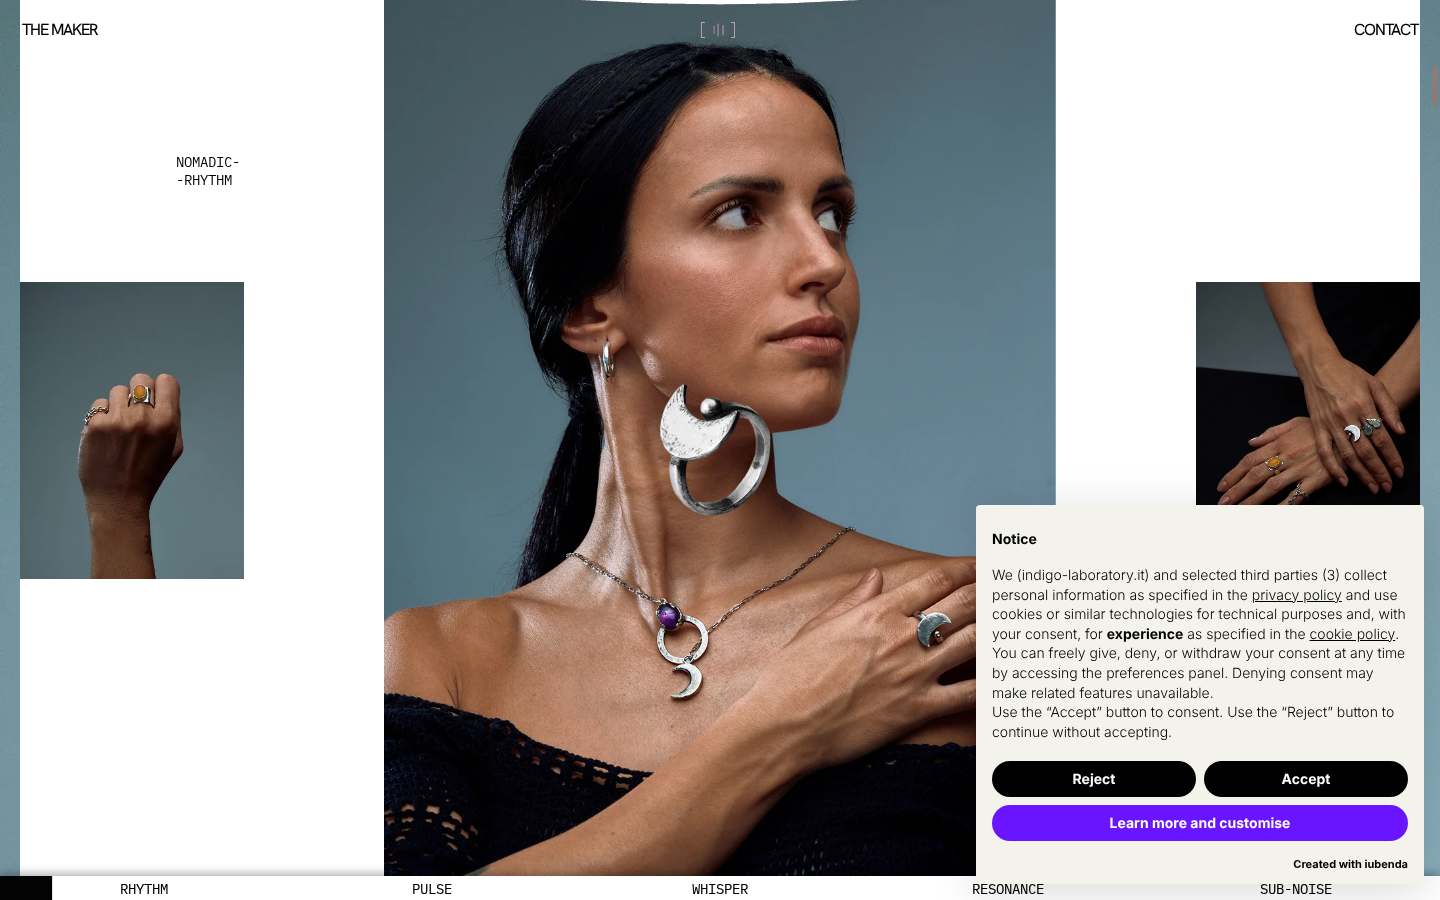 THE MAKER
CONTACT
NOMADIC-
-RHYTHM
Notice
We (indigo-laboratory.it) and selected third parties (3) collect
personal information as specified in the privacy policy and use
cookies or similar technologies for technical purposes and, with
your consent, for experience as specified in the cookie policy.
You can freely give, deny, or withdraw your consent at any time
by accessing the preferences panel. Denying consent may
make related features unavailable.
Use the “Accept” button to consent. Use the “Reject” button to
continue without accepting.
Reject
Accept
Learn more and customise
Created with iubenda
RHYTHM
PULSE
WHISPER
RESONANCE
SUB-NOISE